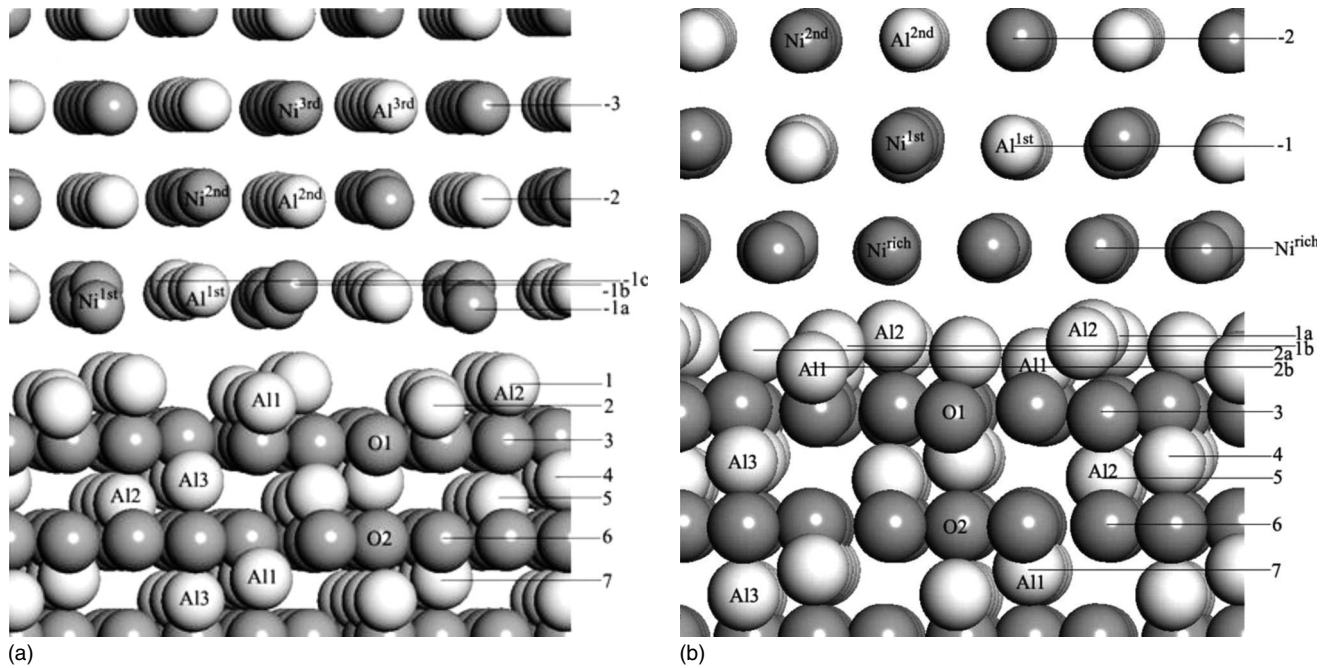 Ni3rd Al3rd -3
Ni2nd Al2nd -2
-1c
-1b
Ni1st Al1st -1a
Al2 1
Al1 2
O1 3
Al3 4
Al2 5
O2 6
Al1 7
Al3
(a)
Ni2nd Al2nd -2
Ni1st Al1st -1
Nirich Nirich
Al2 Al2 1a
1b
2a
Al1 Al1 2b
O1 3
Al3 4
Al2 5
O2 6
Al1 7
Al3
(b)